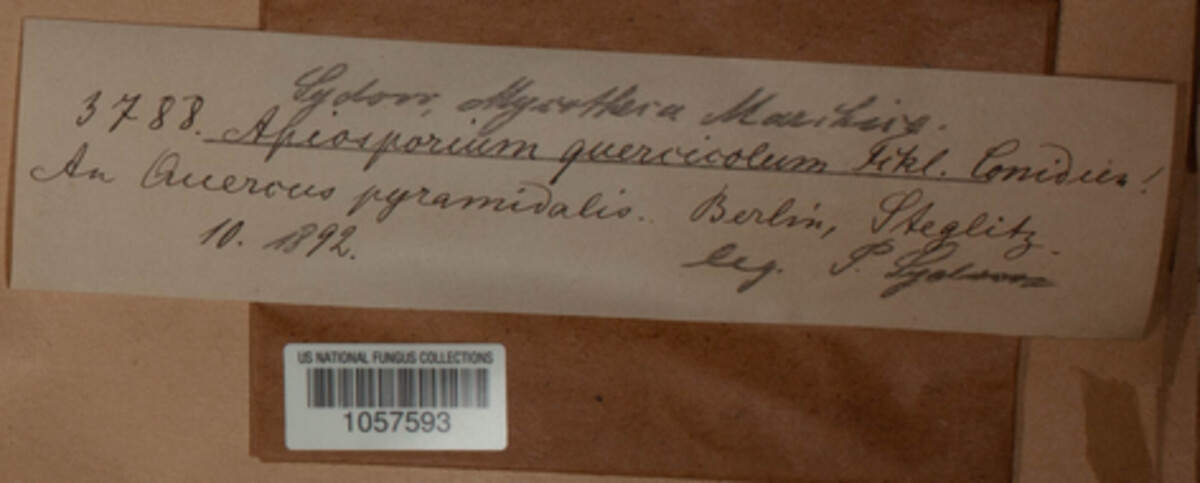 Sydow, Mycotheca Marchica.
3788. Apiosporium quercicolum Fckl. Conidien!
An Quercus pyramidalis. Berlin, Steglitz.
10. 1892. leg. P. Sydow
US NATIONAL FUNGUS COLLECTIONS
1057593